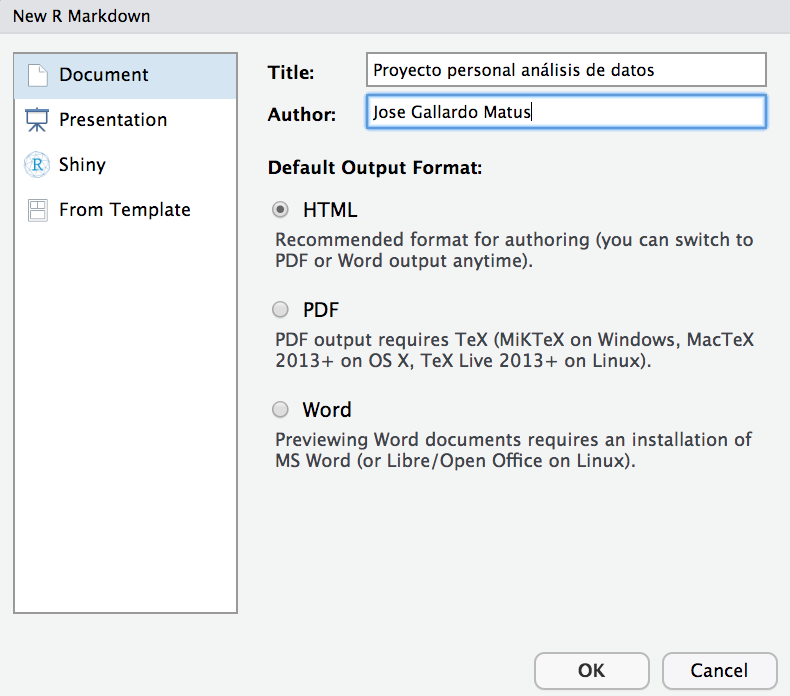 New R Markdown
Document
Presentation
R Shiny
From Template
Title: Proyecto personal análisis de datos
Author: Jose Gallardo Matus
Default Output Format:
HTML
Recommended format for authoring (you can switch to
PDF or Word output anytime).
PDF
PDF output requires TeX (MiKTeX on Windows, MacTeX
2013+ on OS X, TeX Live 2013+ on Linux).
Word
Previewing Word documents requires an installation of
MS Word (or Libre/Open Office on Linux).
OK Cancel